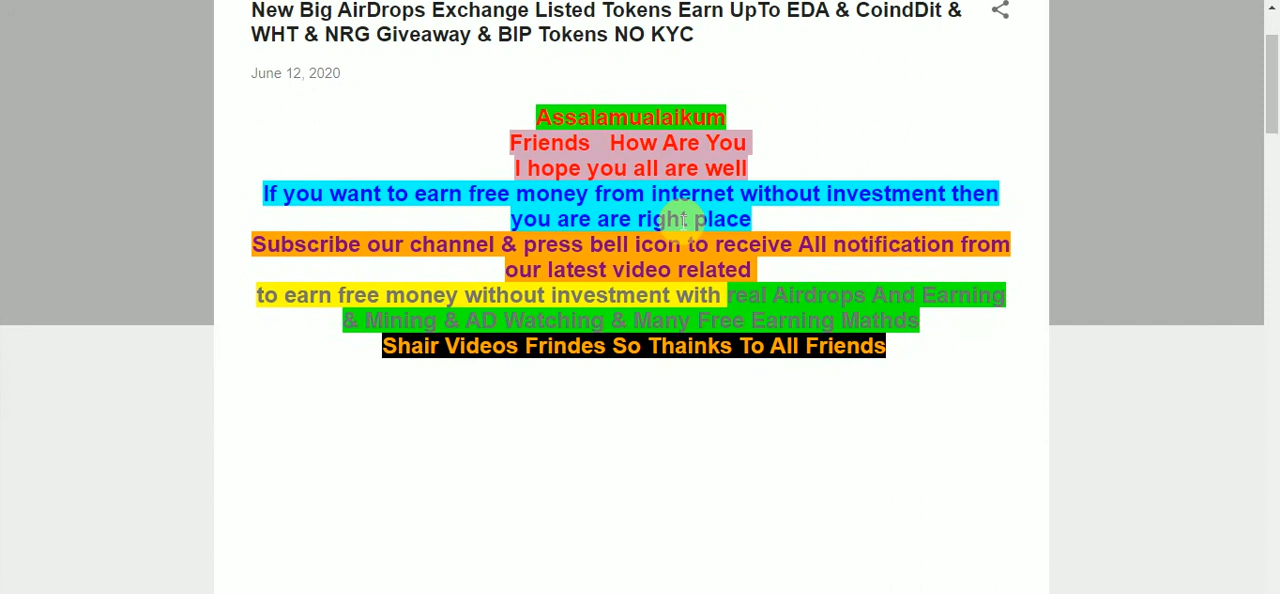 New Big AirDrops Exchange Listed Tokens Earn UpTo EDA & CoindDit &
WHT & NRG Giveaway & BIP Tokens NO KYC
June 12, 2020
Assalamualaikum
Friends How Are You
I hope you all are well
If you want to earn free money from internet without investment then
you are are right place
Subscribe our channel & press bell icon to receive All notification from
our latest video related
to earn free money without investment with real Airdrops And Earning
& Mining & AD Watching & Many Free Earning Mathds
Shair Videos Frindes So Thainks To All Friends